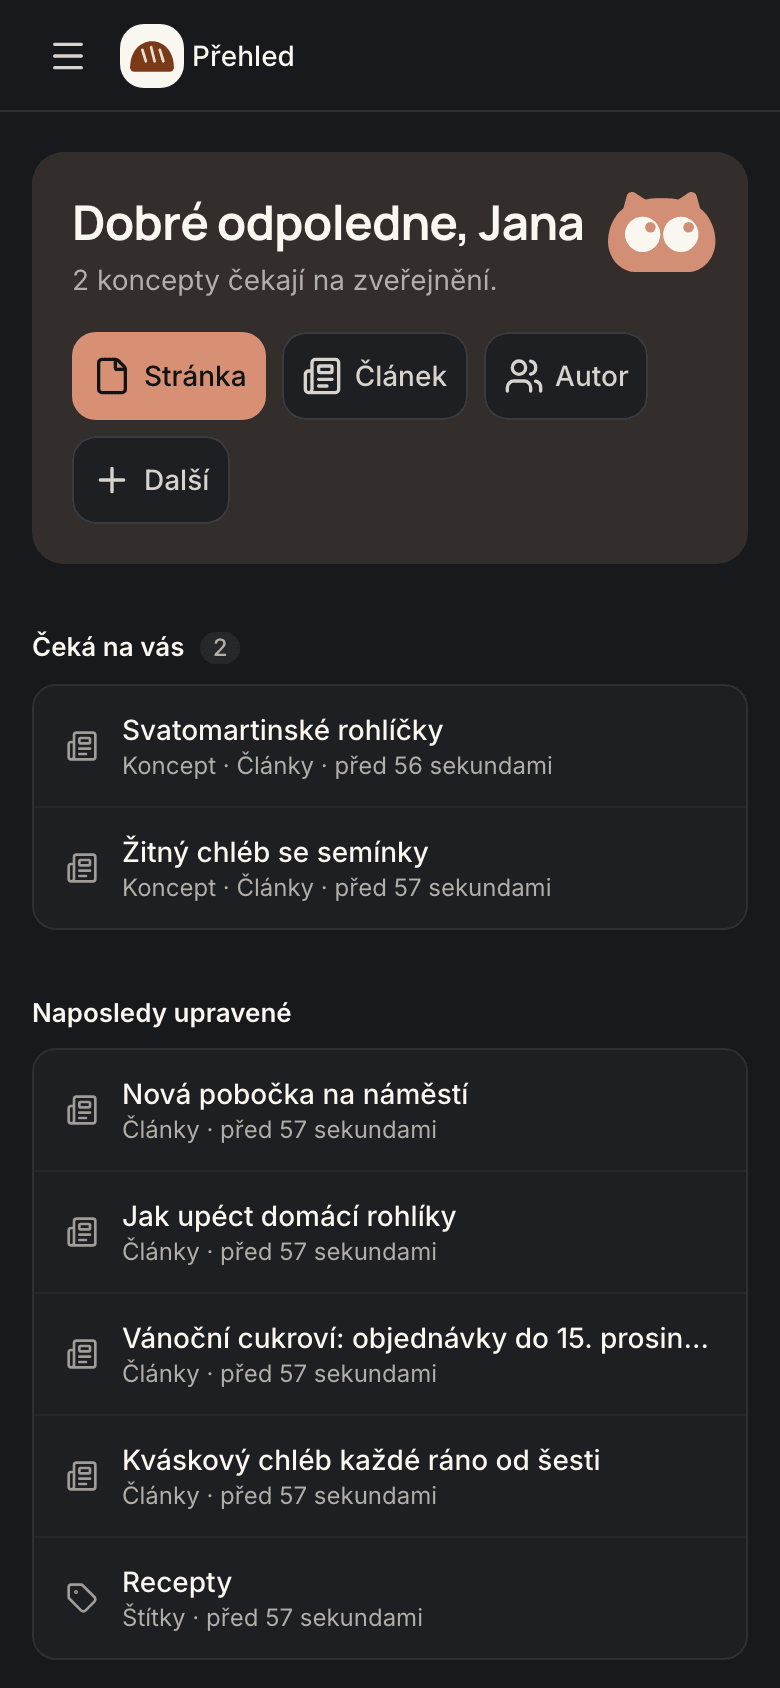 Přehled
Dobré odpoledne, Jana
2 koncepty čekají na zveřejnění.
Stránka
Článek
Autor
Další
Čeká na vás 2
Svatomartinské rohlíčky
Koncept · Články · před 56 sekundami
Žitný chléb se semínky
Koncept · Články · před 57 sekundami
Naposledy upravené
Nová pobočka na náměstí
Články · před 57 sekundami
Jak upéct domácí rohlíky
Články · před 57 sekundami
Vánoční cukroví: objednávky do 15. prosin...
Články · před 57 sekundami
Kváskový chléb každé ráno od šesti
Články · před 57 sekundami
Recepty
Štítky · před 57 sekundami